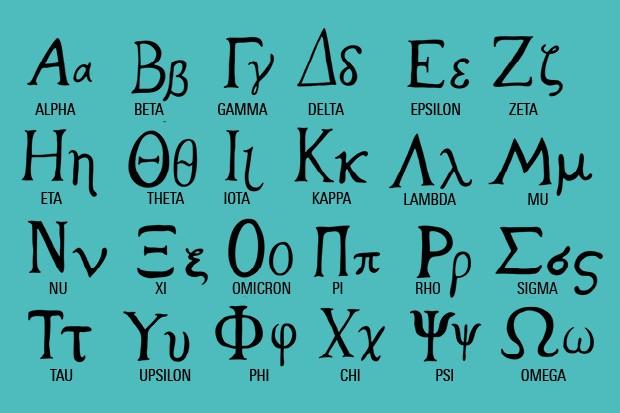 Αα Ββ Γγ Δδ Εε Ζζ
ALPHA BETA GAMMA DELTA EPSILON ZETA
Ηη Θθ Ιι Κκ Λλ Μμ
ETA THETA IOTA KAPPA LAMBDA MU
Νν Ξξ Οο Ππ Ρρ Σσς
NU XI OMICRON PI RHO SIGMA
Ττ Υυ Φφ Χχ Ψψ Ωω
TAU UPSILON PHI CHI PSI OMEGA